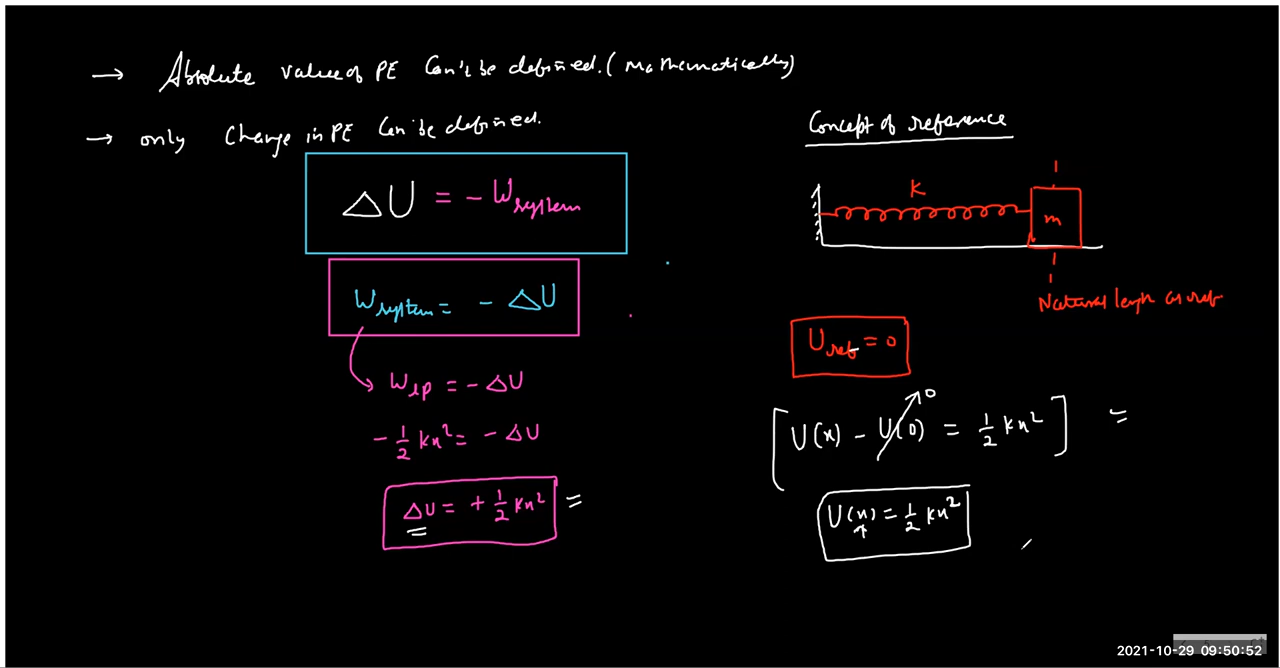 → Absolute value of PE can't be defined. (Mathematically)
→ only change in PE can be defined.
ΔU = - Wsystem
Wsystem = - ΔU
Wsp = - ΔU
- 1/2 kx² = - ΔU
ΔU = + 1/2 kx² =
Concept of reference
K
m
Natural length as ref
U ref = 0
[U(x) - U(0) = 1/2 kx²] =
0
U(x) = 1/2 kx²
2021-10-29 09:50:52